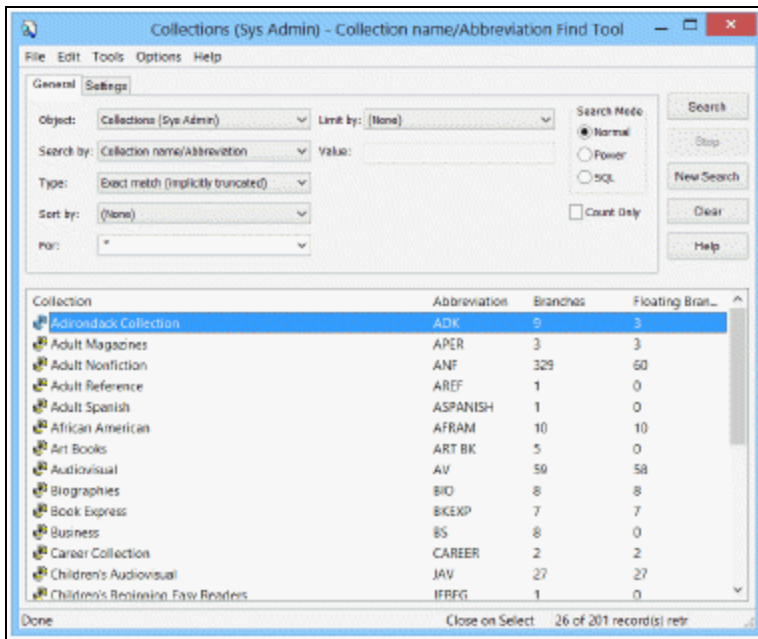 Collections (Sys Admin) - Collection name/Abbreviation Find Tool
File Edit Tools Options Help
General Settings
Object: Collections (Sys Admin) Limit by: (None) Search Mode Search
Search by: Collection name/Abbreviation Value: Normal Stop
Type: Exact match (implicitly truncated) Power New Search
SQL
Sort by: (None) Count Only Clear
For: * Help
Collection Abbreviation Branches Floating Bran...
Adirondack Collection ADK 9 3
Adult Magazines APER 3 3
Adult Nonfiction ANF 329 60
Adult Reference AREF 1 0
Adult Spanish ASPANISH 1 0
African American AFRAM 10 10
Art Books ART BK 5 0
Audiovisual AV 59 58
Biographies BIO 8 8
Book Express BKEXP 7 7
Business BS 8 0
Career Collection CAREER 2 2
Children's Audiovisual JAV 27 27
Children's Beginning Easy Readers JEBEG 1 0
Done Close on Select 26 of 201 record(s) retr